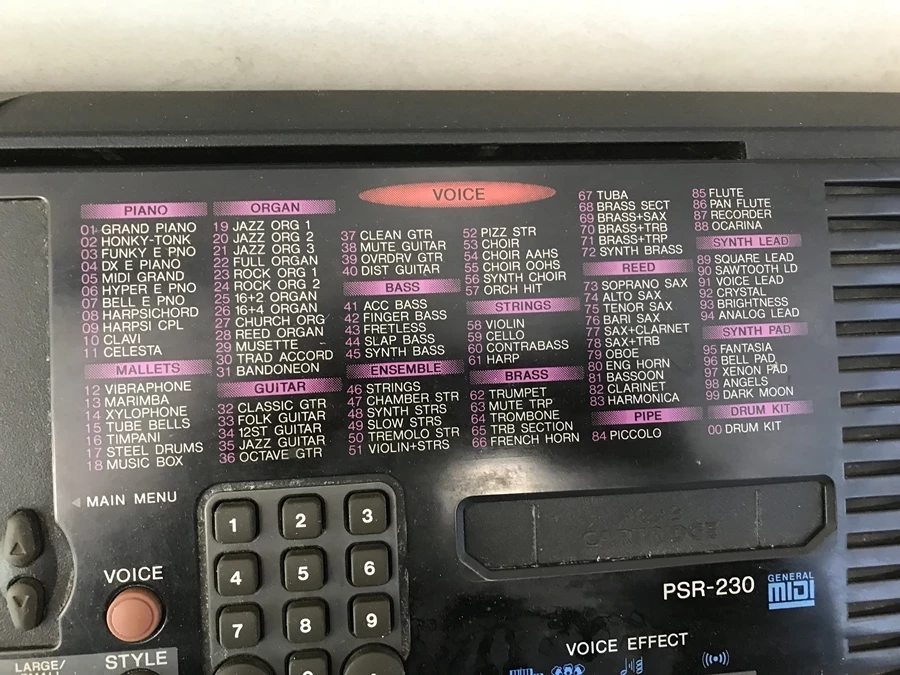 VOICE
PIANO
01 GRAND PIANO
02 HONKY-TONK
03 FUNKY E PNO
04 DX E PIANO
05 MIDI GRAND
06 HYPER E PNO
07 BELL E PNO
08 HARPSICHORD
09 HARPSI CPL
10 CLAVI
11 CELESTA
MALLETS
12 VIBRAPHONE
13 MARIMBA
14 XYLOPHONE
15 TUBE BELLS
16 TIMPANI
17 STEEL DRUMS
18 MUSIC BOX
ORGAN
19 JAZZ ORG 1
20 JAZZ ORG 2
21 JAZZ ORG 3
22 FULL ORGAN
23 ROCK ORG 1
24 ROCK ORG 2
25 16+2 ORGAN
26 16+4 ORGAN
27 CHURCH ORG
28 REED ORGAN
29 MUSETTE
30 TRAD ACCORD
31 BANDONEON
GUITAR
32 CLASSIC GTR
33 FOLK GUITAR
34 12ST GUITAR
35 JAZZ GUITAR
36 OCTAVE GTR
37 CLEAN GTR
38 MUTE GUITAR
39 OVRDRV GTR
40 DIST GUITAR
BASS
41 ACC BASS
42 FINGER BASS
43 FRETLESS
44 SLAP BASS
45 SYNTH BASS
ENSEMBLE
46 STRINGS
47 CHAMBER STR
48 SYNTH STRS
49 SLOW STRS
50 TREMOLO STR
51 VIOLIN+STRS
52 PIZZ STR
53 CHOIR
54 CHOIR AAHS
55 CHOIR OOHS
56 SYNTH CHOIR
57 ORCH HIT
STRINGS
58 VIOLIN
59 CELLO
60 CONTRABASS
61 HARP
BRASS
62 TRUMPET
63 MUTE TRP
64 TROMBONE
65 TRB SECTION
66 FRENCH HORN
67 TUBA
68 BRASS SECT
69 BRASS+SAX
70 BRASS+TRB
71 BRASS+TRP
72 SYNTH BRASS
REED
73 SOPRANO SAX
74 ALTO SAX
75 TENOR SAX
76 BARI SAX
77 SAX+CLARNET
78 SAX+TRB
79 OBOE
80 ENG HORN
81 BASSOON
82 CLARINET
83 HARMONICA
PIPE
84 PICCOLO
85 FLUTE
86 PAN FLUTE
87 RECORDER
88 OCARINA
SYNTH LEAD
89 SQUARE LEAD
90 SAWTOOTH LD
91 VOICE LEAD
92 CRYSTAL
93 BRIGHTNESS
94 ANALOG LEAD
SYNTH PAD
95 FANTASIA
96 BELL PAD
97 XENON PAD
98 ANGELS
99 DARK MOON
DRUM KIT
00 DRUM KIT
MAIN MENU
VOICE
STYLE
LARGE/
1 2 3
4 5 6
7 8 9
CARTRIDGE
PSR-230
GENERAL
MIDI
VOICE EFFECT